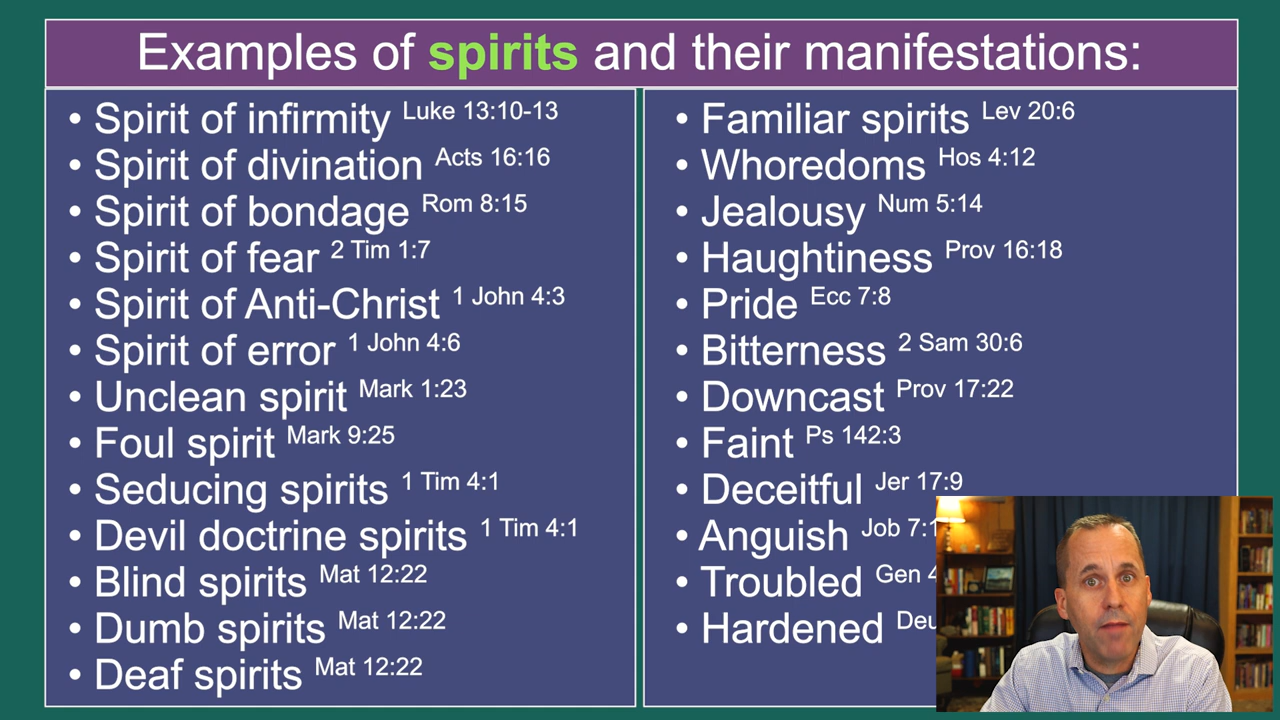 Examples of spirits and their manifestations:
• Spirit of infirmity Luke 13:10-13
• Spirit of divination Acts 16:16
• Spirit of bondage Rom 8:15
• Spirit of fear 2 Tim 1:7
• Spirit of Anti-Christ 1 John 4:3
• Spirit of error 1 John 4:6
• Unclean spirit Mark 1:23
• Foul spirit Mark 9:25
• Seducing spirits 1 Tim 4:1
• Devil doctrine spirits 1 Tim 4:1
• Blind spirits Mat 12:22
• Dumb spirits Mat 12:22
• Deaf spirits Mat 12:22
• Familiar spirits Lev 20:6
• Whoredoms Hos 4:12
• Jealousy Num 5:14
• Haughtiness Prov 16:18
• Pride Ecc 7:8
• Bitterness 2 Sam 30:6
• Downcast Prov 17:22
• Faint Ps 142:3
• Deceitful Jer 17:9
• Anguish Job 7:1
• Troubled Gen 4
• Hardened Deu